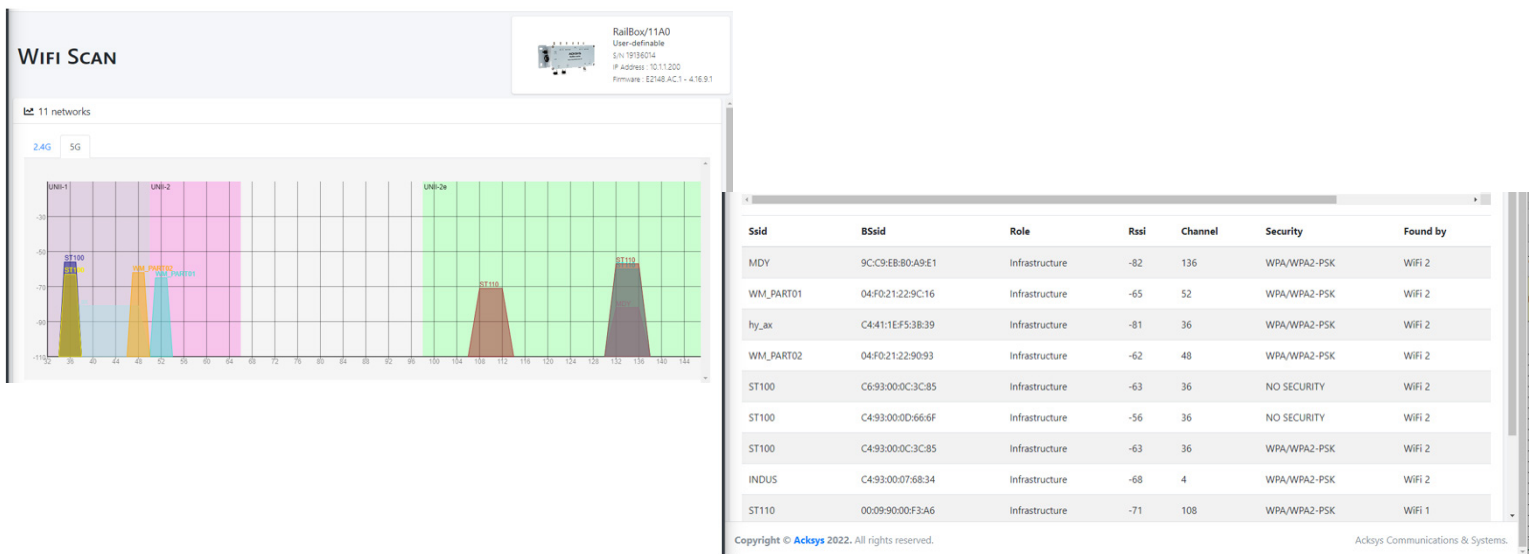 WIFI SCAN
RailBox/11A0
User-definable
S/N 19136014
IP Address : 10.1.1.200
Firmware : E2148.AC.1 - 4.16.9.1
11 networks
2.4G 5G
UNII-1 UNII-2 UNII-2e
-30
-50
ST100 ST110
WM_PART02
WM_PART01
-70
ST110
-90
-110
32 36 40 44 48 52 56 60 64 68 72 76 80 84 88 92 96 100 104 108 112 116 120 124 128 132 136 140 144
Ssid BSsid Role Rssi Channel Security Found by
MDY 9C:C9:EB:80:A9:E1 Infrastructure -82 136 WPA/WPA2-PSK WiFi 2
WM_PART01 04:F0:21:22:9C:16 Infrastructure -65 52 WPA/WPA2-PSK WiFi 2
hy_ax C4:41:1E:F5:3B:39 Infrastructure -81 36 WPA/WPA2-PSK WiFi 2
WM_PART02 04:F0:21:22:90:93 Infrastructure -62 48 WPA/WPA2-PSK WiFi 2
ST100 C6:93:00:0C:3C:85 Infrastructure -63 36 NO SECURITY WiFi 2
ST100 C4:93:00:0D:66:6F Infrastructure -56 36 NO SECURITY WiFi 2
ST100 C4:93:00:0C:3C:85 Infrastructure -63 36 WPA/WPA2-PSK WiFi 2
INDUS C4:93:00:07:68:34 Infrastructure -68 4 WPA/WPA2-PSK WiFi 2
ST110 00:09:90:00:F3:A6 Infrastructure -71 108 WPA/WPA2-PSK WiFi 1
Copyright © Acksys 2022. All rights reserved. Acksys Communications & Systems.